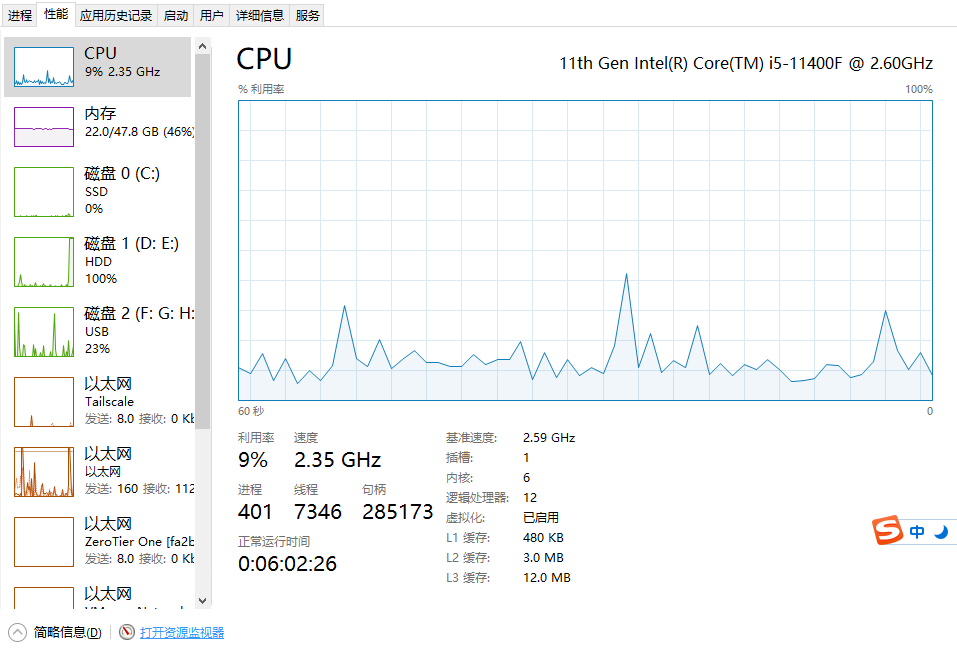 进程 性能 应用历史记录 启动 用户 详细信息 服务
CPU
9% 2.35 GHz
内存
22.0/47.8 GB (46%)
磁盘 0 (C:)
SSD
0%
磁盘 1 (D: E:)
HDD
100%
磁盘 2 (F: G: H:
USB
23%
以太网
Tailscale
发送: 8.0 接收: 0 Kb
以太网
以太网
发送: 160 接收: 112
以太网
ZeroTier One [fa2b
发送: 8.0 接收: 0 Kb
以太网
CPU
11th Gen Intel(R) Core(TM) i5-11400F @ 2.60GHz
% 利用率
100%
60 秒
0
利用率 速度
9% 2.35 GHz
进程 线程 句柄
401 7346 285173
正常运行时间
0:06:02:26
基准速度: 2.59 GHz
插槽: 1
内核: 6
逻辑处理器: 12
虚拟化: 已启用
L1 缓存: 480 KB
L2 缓存: 3.0 MB
L3 缓存: 12.0 MB
S 中
简略信息(D)
打开资源监视器